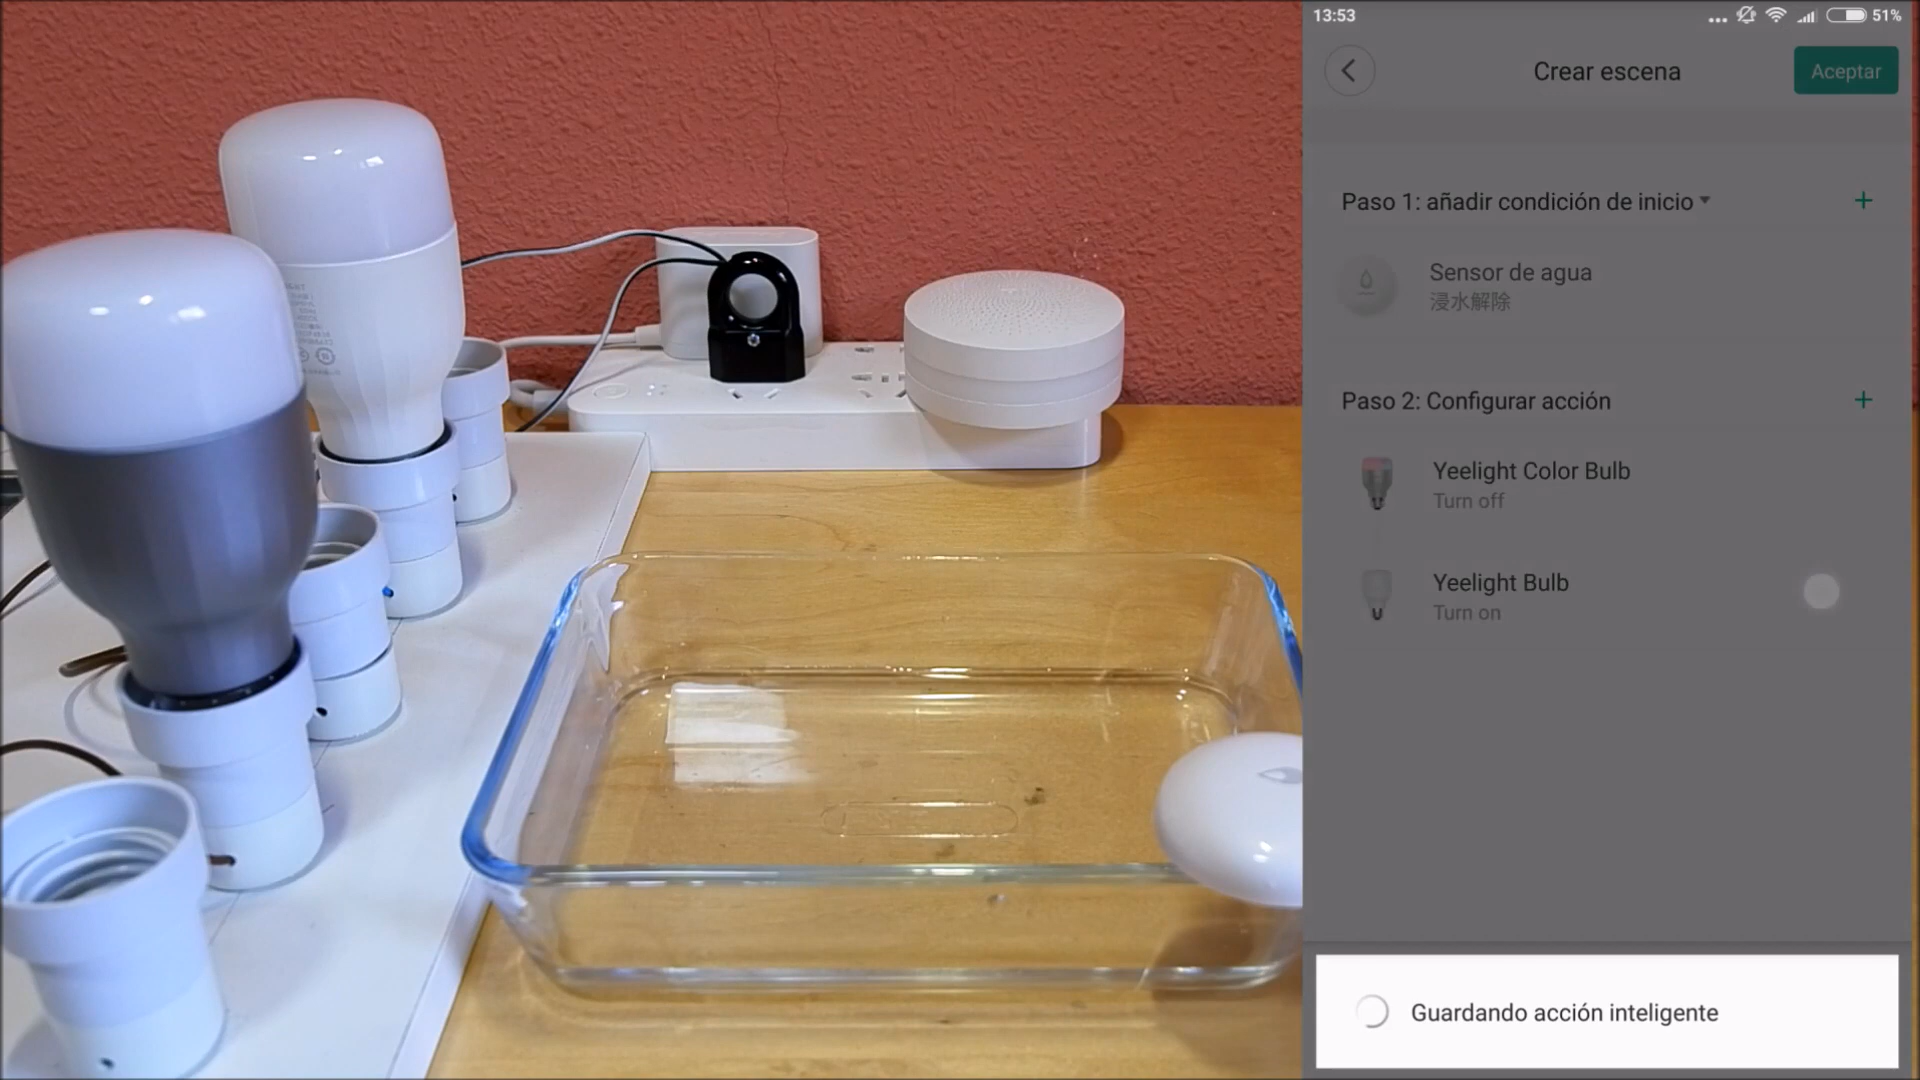 13:53
51%
Crear escena
Aceptar
Paso 1: añadir condición de inicio
Sensor de agua
浸水解除
Paso 2: Configurar acción
Yeelight Color Bulb
Turn off
Yeelight Bulb
Turn on
Guardando acción inteligente